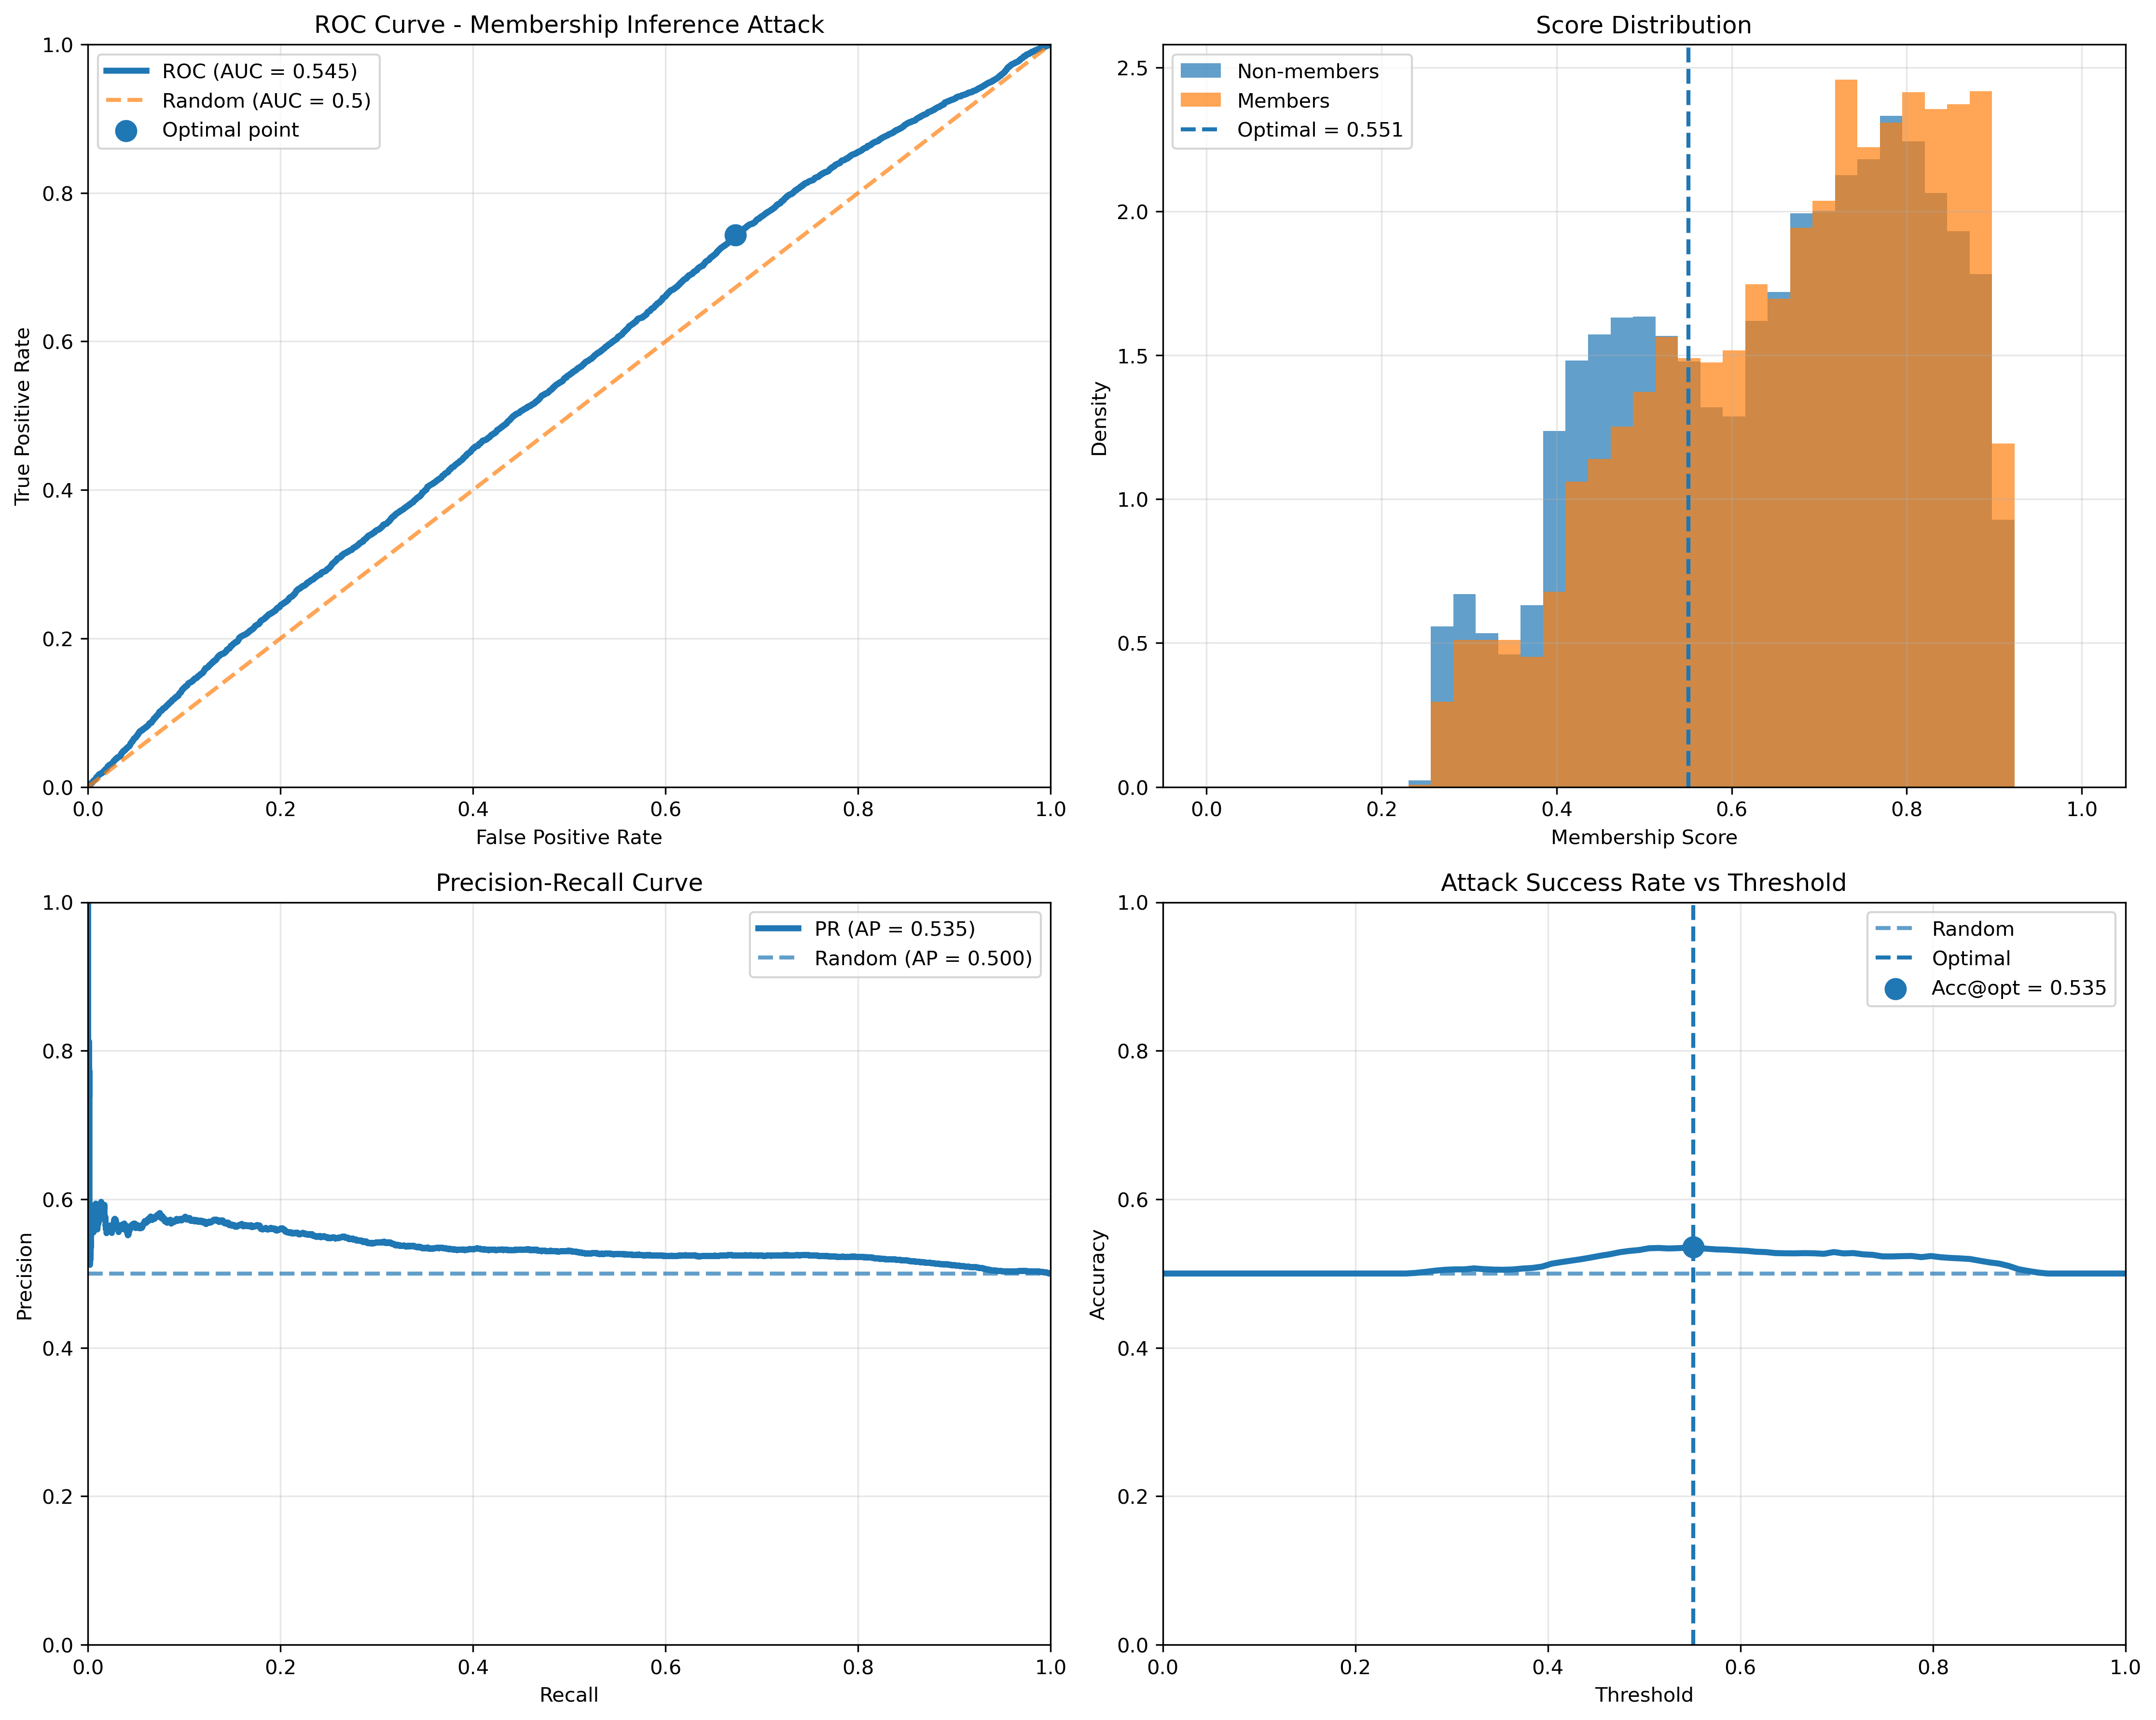 ROC Curve - Membership Inference Attack
ROC (AUC = 0.545)
Random (AUC = 0.5)
Optimal point
True Positive Rate
1.0
0.8
0.6
0.4
0.2
0.0
0.0 0.2 0.4 0.6 0.8 1.0
False Positive Rate
Score Distribution
Non-members
Members
Optimal = 0.551
Density
2.5
2.0
1.5
1.0
0.5
0.0
0.0 0.2 0.4 0.6 0.8 1.0
Membership Score
Precision-Recall Curve
PR (AP = 0.535)
Random (AP = 0.500)
Precision
1.0
0.8
0.6
0.4
0.2
0.0
0.0 0.2 0.4 0.6 0.8 1.0
Recall
Attack Success Rate vs Threshold
Random
Optimal
Acc@opt = 0.535
Accuracy
1.0
0.8
0.6
0.4
0.2
0.0
0.0 0.2 0.4 0.6 0.8 1.0
Threshold